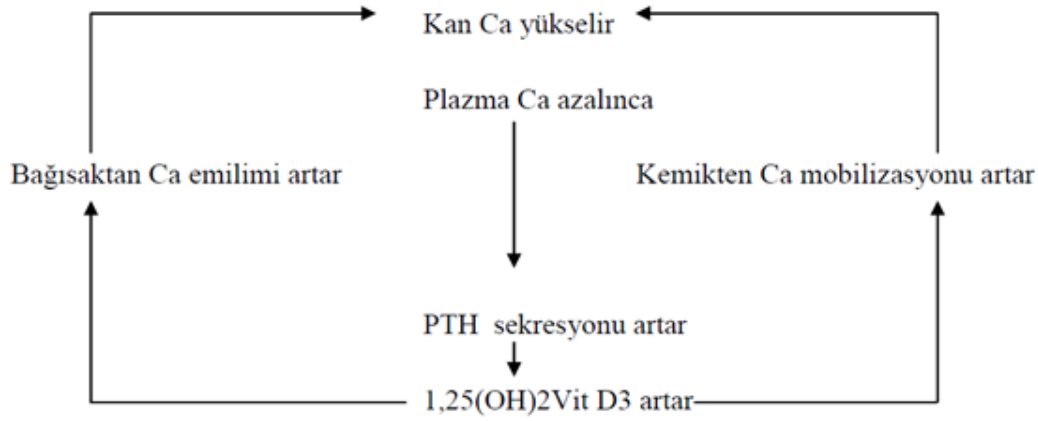 Kan Ca yükselir
Plazma Ca azalınca
Bağısaktan Ca emilimi artar
Kemikten Ca mobilizasyonu artar
PTH sekresyonu artar
1,25(OH)2Vit D3 artar